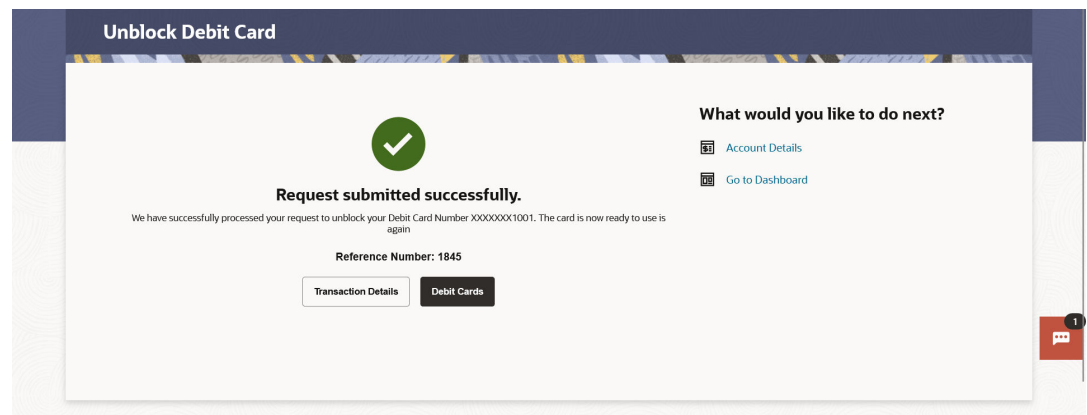 Unblock Debit Card
Request submitted successfully.
We have successfully processed your request to unblock your Debit Card Number XXXXXXX1001. The card is now ready to use is
again
Reference Number: 1845
Transaction Details
Debit Cards
What would you like to do next?
Account Details
Go to Dashboard
1